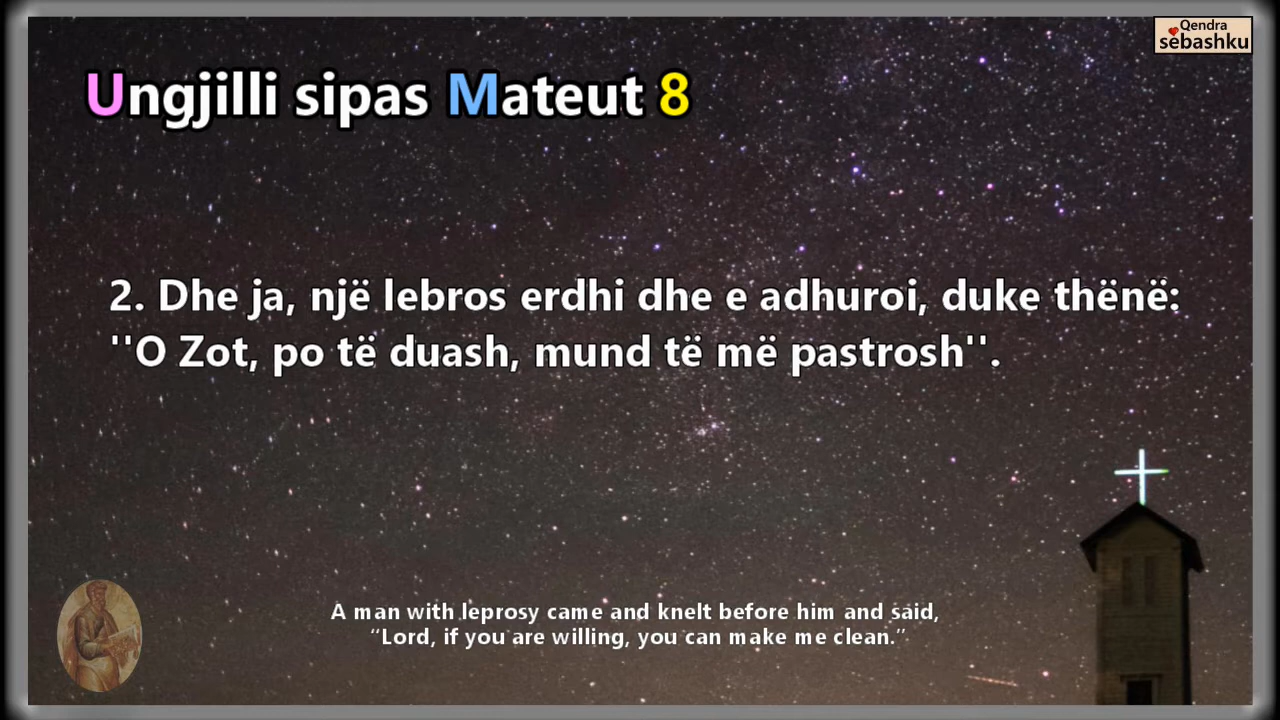 Qendra
sebashku
Ungjilli sipas Mateut 8
2. Dhe ja, një lebros erdhi dhe e adhuroi, duke thënë:
''O Zot, po të duash, mund të më pastrosh''.
A man with leprosy came and knelt before him and said,
“Lord, if you are willing, you can make me clean.”